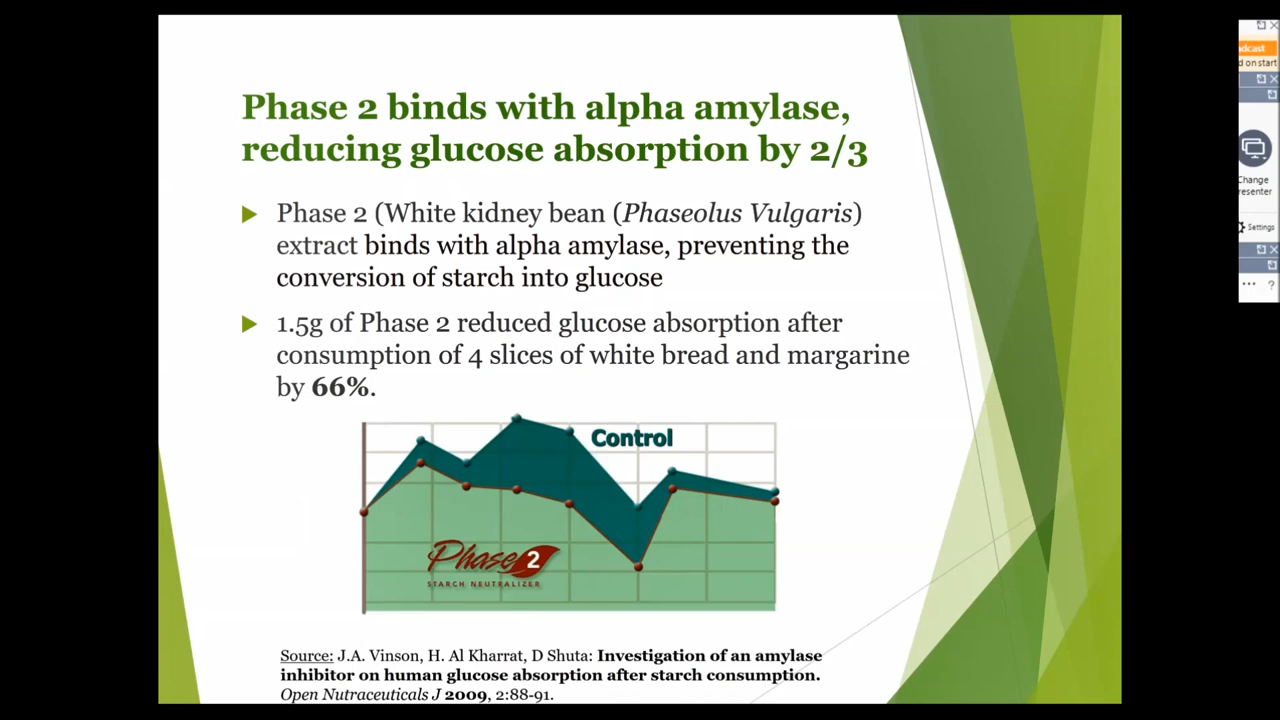 Phase 2 binds with alpha amylase,
reducing glucose absorption by 2/3
Phase 2 (White kidney bean (Phaseolus Vulgaris)
extract binds with alpha amylase, preventing the
conversion of starch into glucose
1.5g of Phase 2 reduced glucose absorption after
consumption of 4 slices of white bread and margarine
by 66%.
Control
Phase 2
STARCH NEUTRALIZER
Source: J.A. Vinson, H. Al Kharrat, D Shuta: Investigation of an amylase
inhibitor on human glucose absorption after starch consumption.
Open Nutraceuticals J 2009, 2:88-91.
dcast
d on start
Change
resenter
Settings
... ?